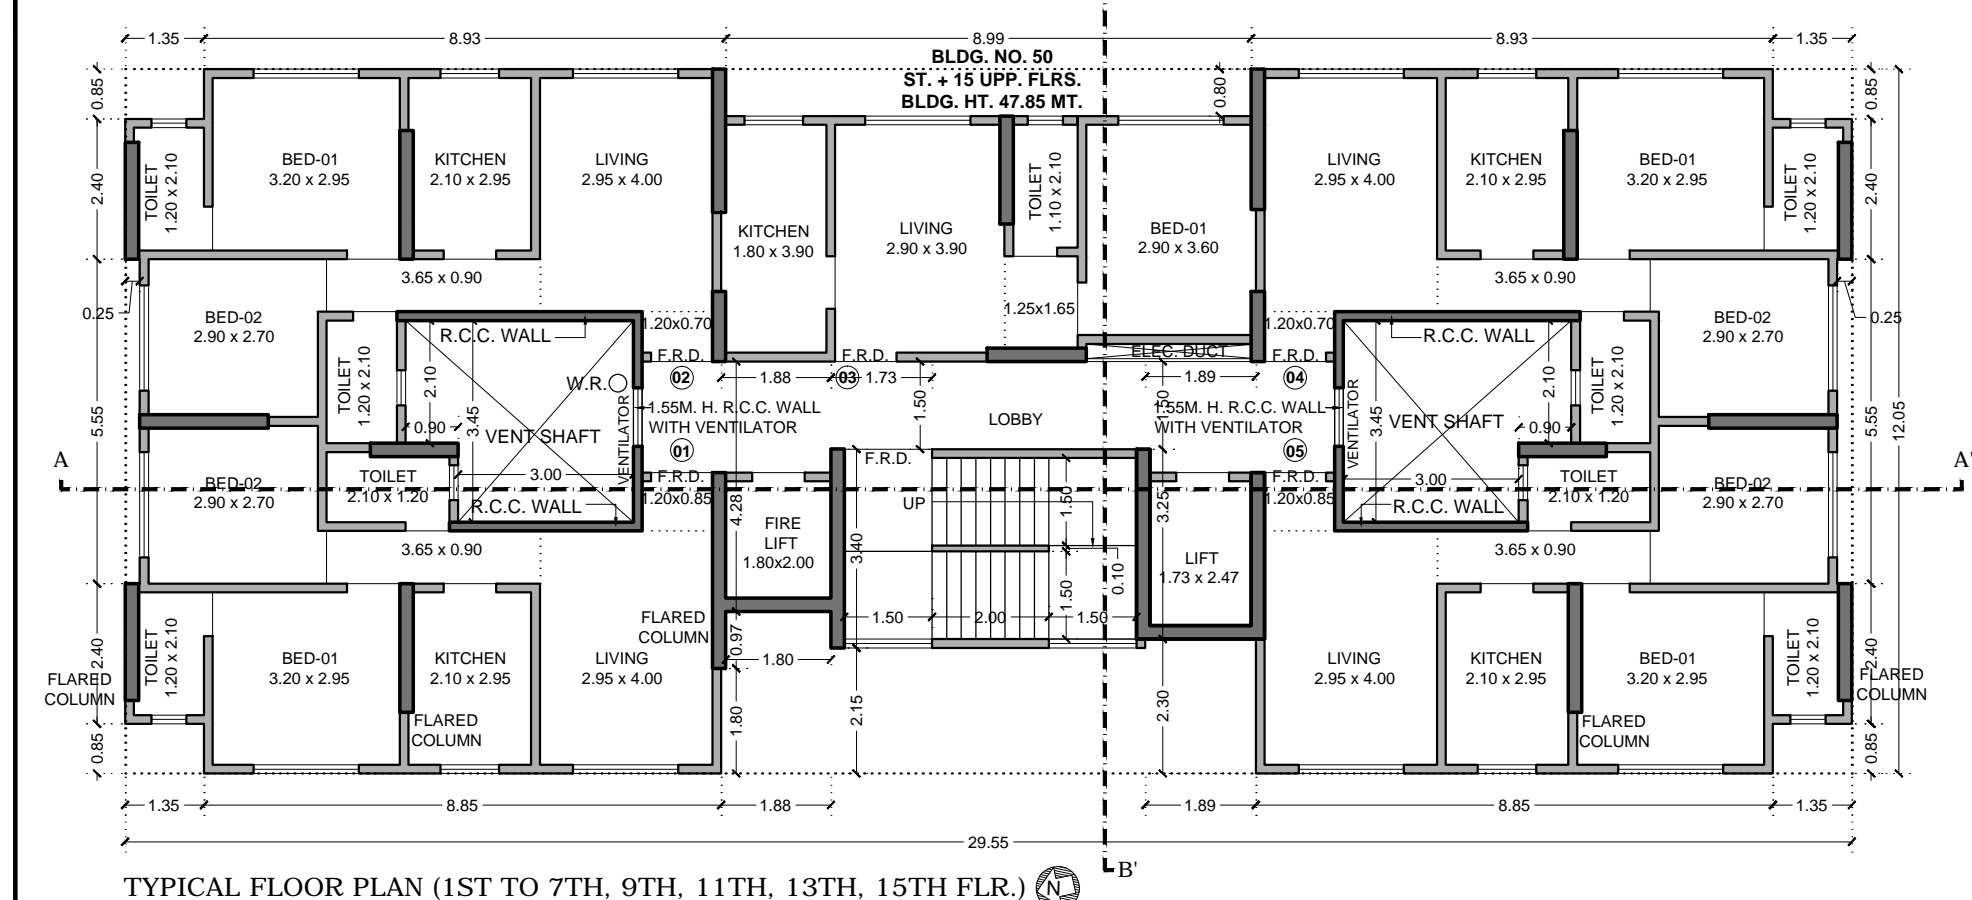 1.35
8.93
8.99
8.93
1.35
BLDG. NO. 50
ST. + 15 UPP. FLRS.
BLDG. HT. 47.85 MT.
0.85
0.80
0.85
2.40
TOILET
1.20 x 2.10
BED-01
3.20 x 2.95
KITCHEN
2.10 x 2.95
LIVING
2.95 x 4.00
KITCHEN
1.80 x 3.90
LIVING
2.90 x 3.90
TOILET
1.10 x 2.10
BED-01
2.90 x 3.60
LIVING
2.95 x 4.00
KITCHEN
2.10 x 2.95
BED-01
3.20 x 2.95
TOILET
1.20 x 2.10
2.40
12.05
3.65 x 0.90
3.65 x 0.90
0.25
BED-02
2.90 x 2.70
1.20x0.70
1.25x1.65
1.20x0.70
BED-02
2.90 x 2.70
0.25
R.C.C. WALL
R.C.C. WALL
F.R.D.
F.R.D.
ELEC. DUCT
F.R.D.
TOILET
1.20 x 2.10
2.10
3.45
W.R.
02
1.88
03
1.73
1.50
1.89
1.50
04
3.45
2.10
TOILET
1.20 x 2.10
5.55
0.90
VENT SHAFT
VENTILATOR
1.55M. H. R.C.C. WALL
WITH VENTILATOR
LOBBY
1.55M. H. R.C.C. WALL
WITH VENTILATOR
VENTILATOR
VENT SHAFT
0.90
5.55
01
F.R.D.
05
A
A'
BED-02
2.90 x 2.70
TOILET
2.10 x 1.20
3.00
F.R.D.
1.20x0.85
F.R.D.
1.20x0.85
3.00
TOILET
2.10 x 1.20
BED-02
2.90 x 2.70
R.C.C. WALL
R.C.C. WALL
4.28
FIRE
LIFT
1.80x2.00
3.40
UP
1.50
1.50
0.10
3.25
LIFT
1.73 x 2.47
3.65 x 0.90
3.65 x 0.90
1.50
2.00
1.50
FLARED
COLUMN
0.97
1.80
2.40
FLARED
COLUMN
TOILET
1.20 x 2.10
BED-01
3.20 x 2.95
KITCHEN
2.10 x 2.95
LIVING
2.95 x 4.00
LIVING
2.95 x 4.00
KITCHEN
2.10 x 2.95
BED-01
3.20 x 2.95
TOILET
1.20 x 2.10
2.40
FLARED
COLUMN
FLARED
COLUMN
1.80
2.15
2.30
FLARED
COLUMN
0.85
0.85
1.35
8.85
1.88
1.89
8.85
1.35
29.55
B'
TYPICAL FLOOR PLAN (1ST TO 7TH, 9TH, 11TH, 13TH, 15TH FLR.)
N